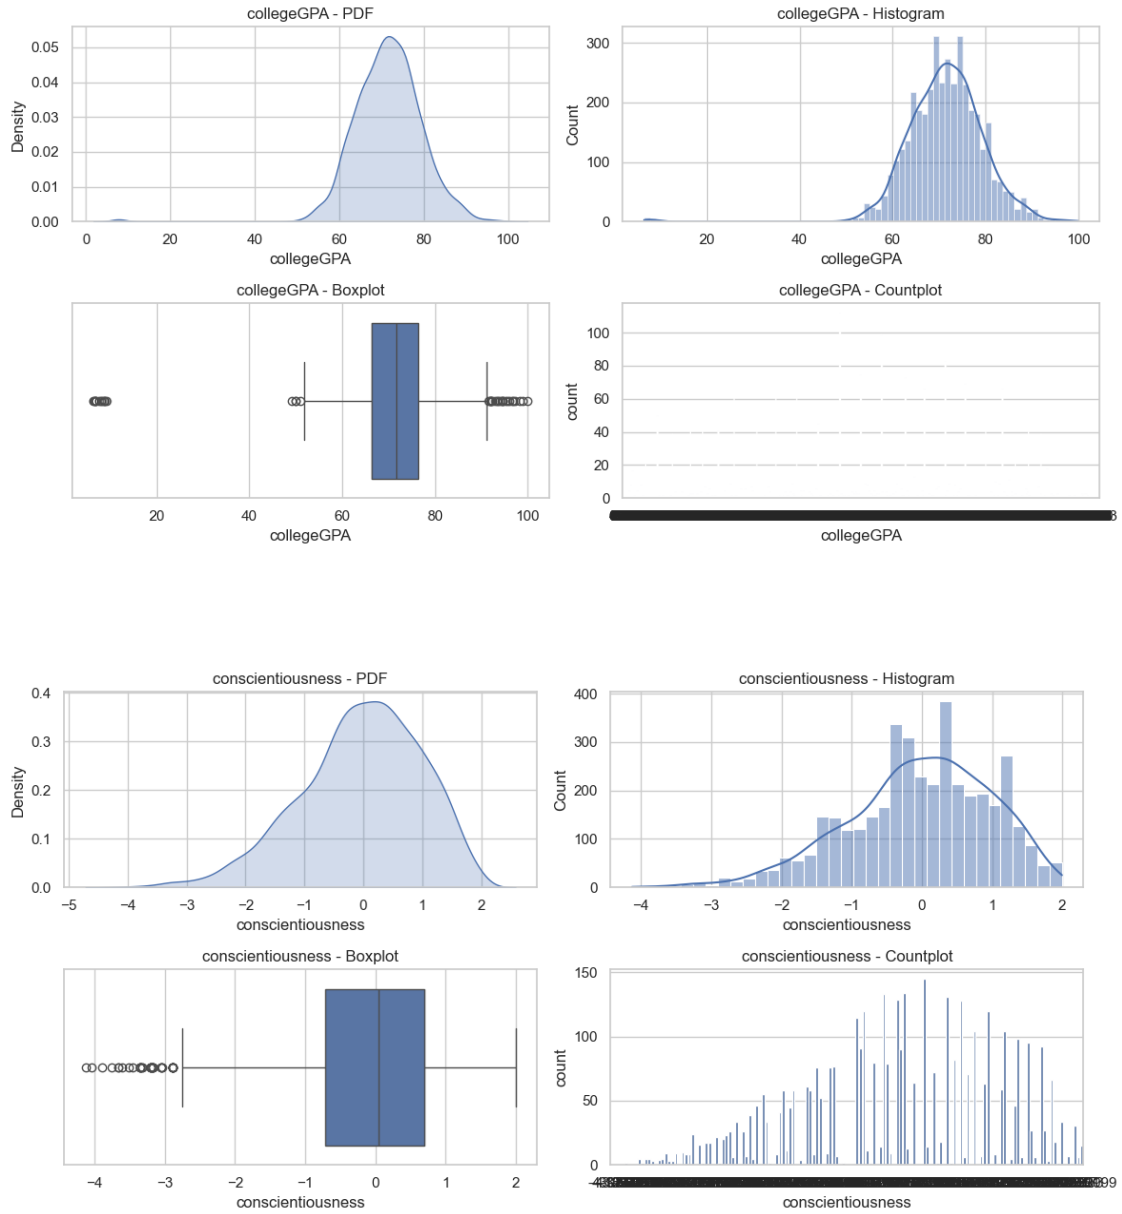 collegeGPA - PDF
0.05
0.04
0.03
0.02
0.01
0.00
Density
0 20 40 60 80 100
collegeGPA
collegeGPA - Histogram
300
200
100
0
Count
20 40 60 80 100
collegeGPA
collegeGPA - Boxplot
20 40 60 80 100
collegeGPA
collegeGPA - Countplot
100
80
60
40
20
0
count
collegeGPA
conscientiousness - PDF
0.4
0.3
0.2
0.1
0.0
Density
−5 −4 −3 −2 −1 0 1 2
conscientiousness
conscientiousness - Histogram
400
300
200
100
0
Count
−4 −3 −2 −1 0 1 2
conscientiousness
conscientiousness - Boxplot
−4 −3 −2 −1 0 1 2
conscientiousness
conscientiousness - Countplot
150
100
50
0
count
conscientiousness